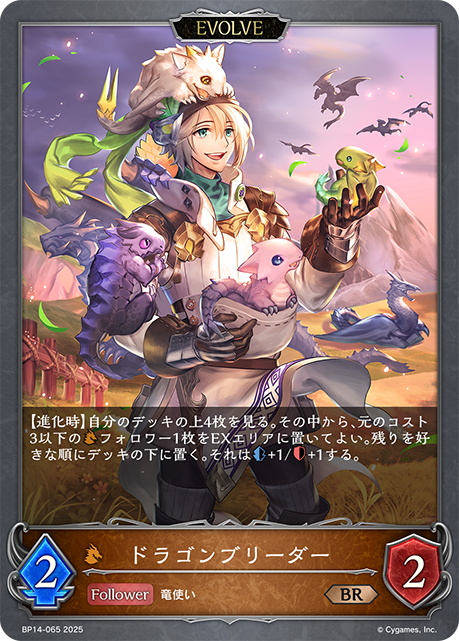 EVOLVE
【進化時】自分のデッキの上4枚を見る。その中から、元のコスト
3以下のフォロワー1枚をEXエリアに置いてよい。残りを好
きな順にデッキの下に置く。それは+1/+1する。
ドラゴンブリーダー
2
2
Follower 竜使い
BR
BP14-065 2025
© Cygames, Inc.